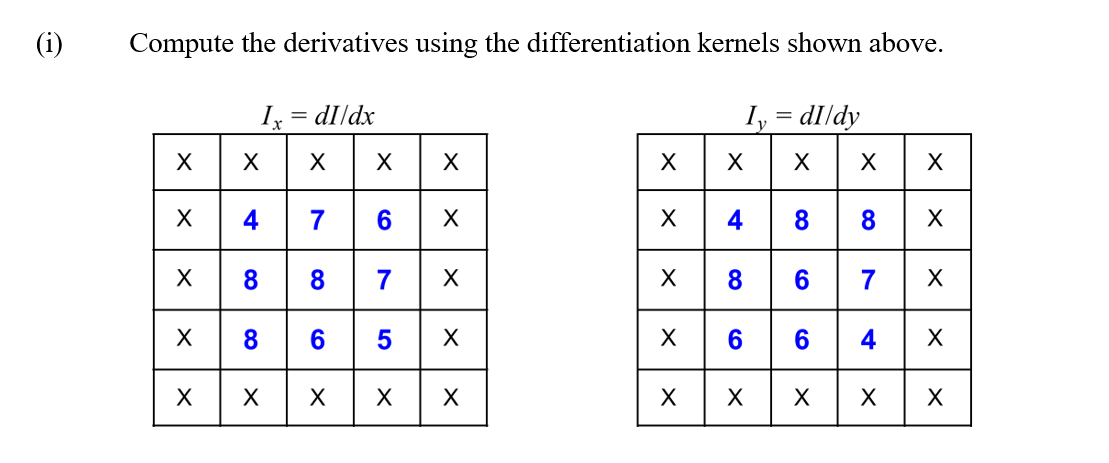 (i) Compute the derivatives using the differentiation kernels shown above.
Ix = dI/dx Iy = dI/dy
X X X X X X X X X X
X 4 7 6 X X 4 8 8 X
X 8 8 7 X X 8 6 7 X
X 8 6 5 X X 6 6 4 X
X X X X X X X X X X